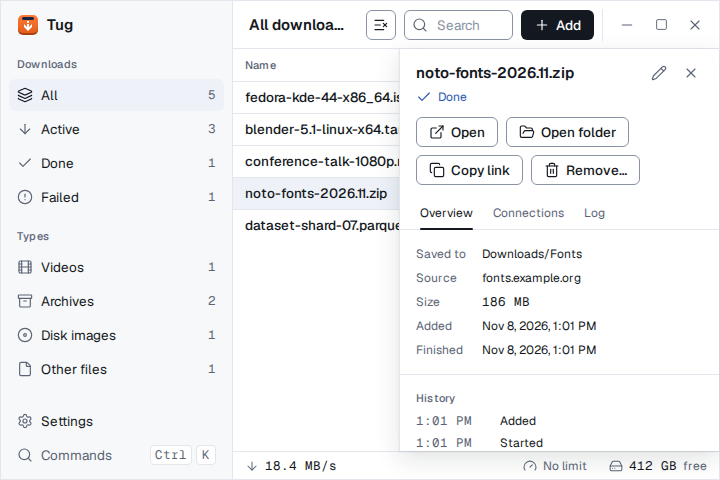 Tug
Downloads
All 5
Active 3
Done 1
Failed 1
Types
Videos 1
Archives 2
Disk images 1
Other files 1
Settings
Commands Ctrl K
All downloa...
Search
Add
Name
fedora-kde-44-x86_64.is
blender-5.1-linux-x64.ta
conference-talk-1080p.
noto-fonts-2026.11.zip
dataset-shard-07.parque
noto-fonts-2026.11.zip
Done
Open
Open folder
Copy link
Remove...
Overview Connections Log
Saved to Downloads/Fonts
Source fonts.example.org
Size 186 MB
Added Nov 8, 2026, 1:01 PM
Finished Nov 8, 2026, 1:01 PM
History
1:01 PM Added
1:01 PM Started
18.4 MB/s
No limit
412 GB free